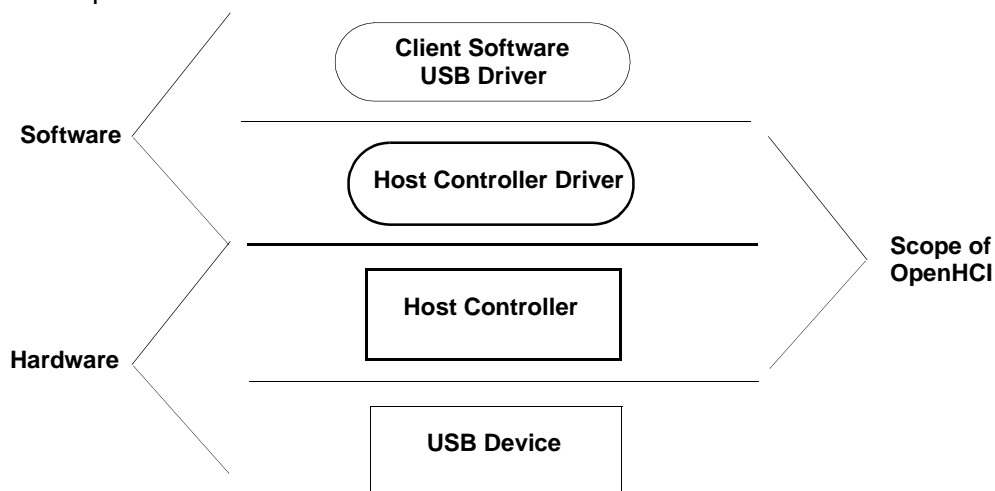 Client Software
USB Driver
Software
Host Controller Driver
Scope of
OpenHCI
Host Controller
Hardware
USB Device